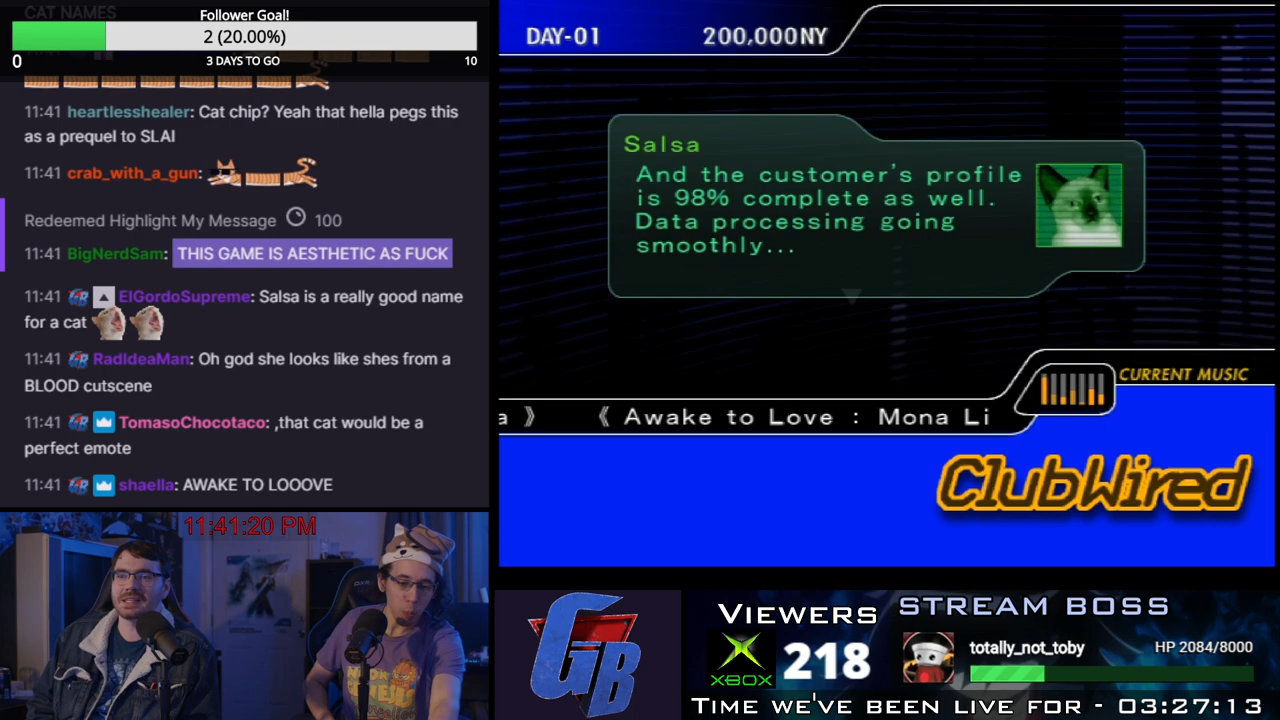 CAT NAMES
Follower Goal!
2 (20.00%)
0
3 DAYS TO GO
10
11:41 heartlesshealer: Cat chip? Yeah that hella pegs this
as a prequel to SLAI
11:41 crab_with_a_gun:
Redeemed Highlight My Message 100
11:41 BigNerdSam: THIS GAME IS AESTHETIC AS FUCK
11:41 ElGordoSupreme: Salsa is a really good name
for a cat
11:41 RadIdeaMan: Oh god she looks like shes from a
BLOOD cutscene
11:41 TomasoChocotaco: ,that cat would be a
perfect emote
11:41 shaella: AWAKE TO LOOOVE
11:41:20 PM
DAY-01 200,000NY
Salsa
And the customer's profile
is 98% complete as well.
Data processing going
smoothly...
CURRENT MUSIC
a 》 《 Awake to Love : Mona Li
ClubWired
GB
VIEWERS
XBOX
218
STREAM BOSS
totally_not_toby HP 2084/8000
TIME WE'VE BEEN LIVE FOR - 03:27:13